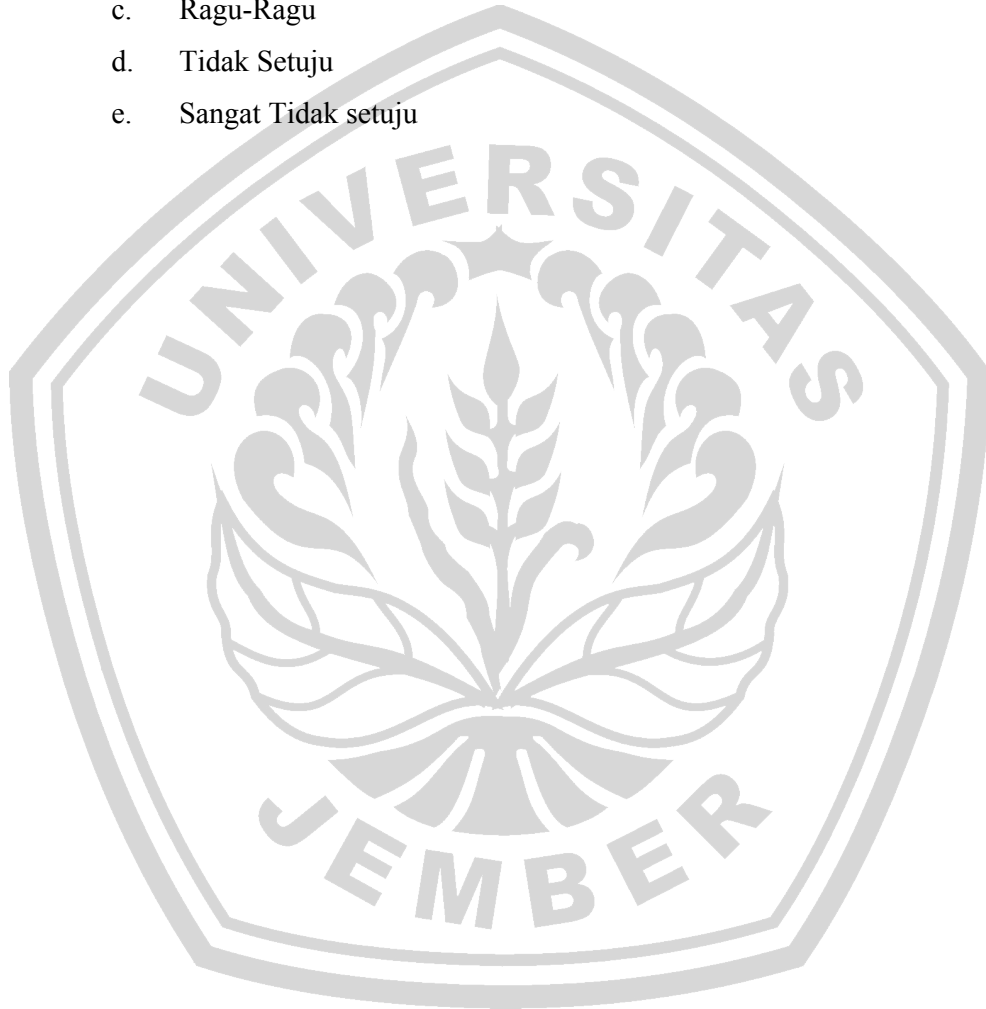 c. Ragu-Ragu
d. Tidak Setuju
e. Sangat Tidak setuju
UNIVERSITAS
JEMBER